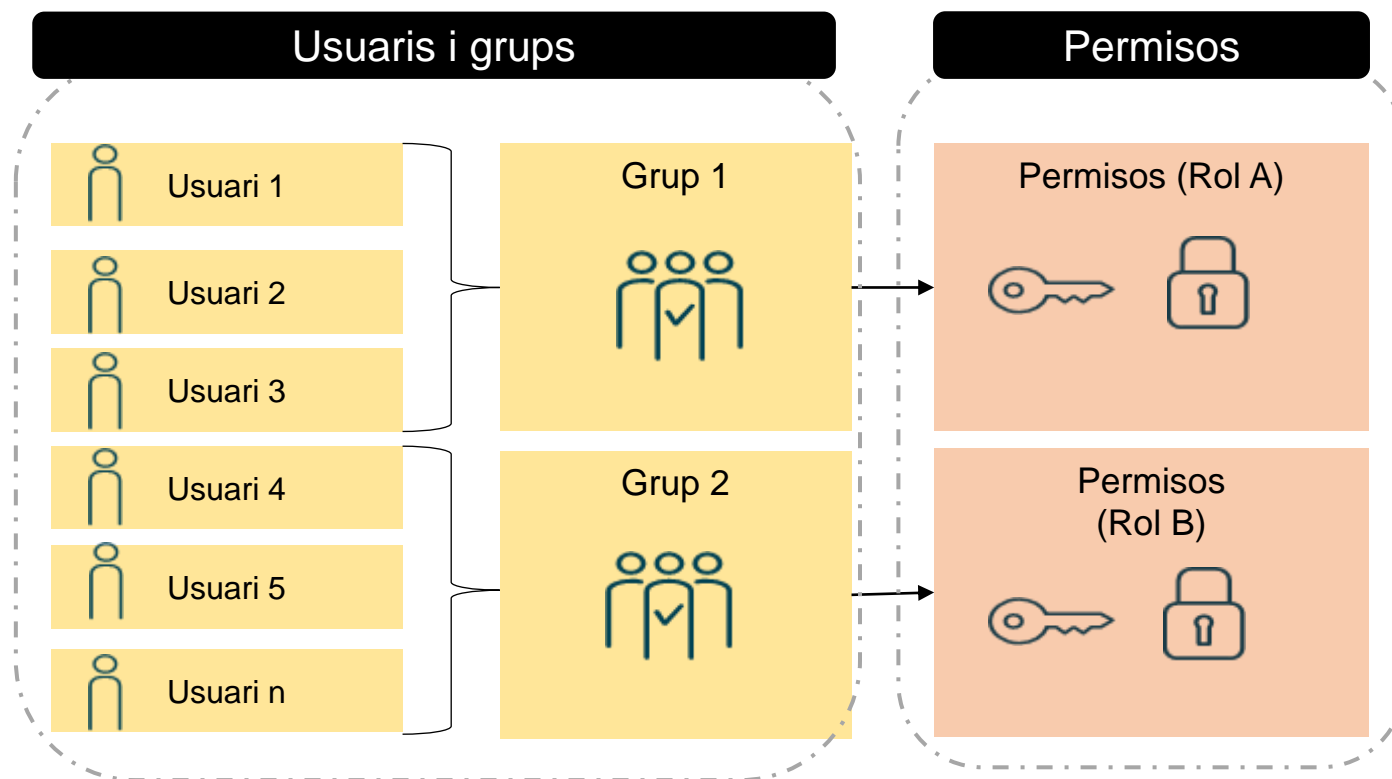 Usuaris i grups
Permisos
Usuari 1
Usuari 2
Usuari 3
Usuari 4
Usuari 5
Usuari n
Grup 1
Grup 2
Permisos (Rol A)
Permisos
(Rol B)